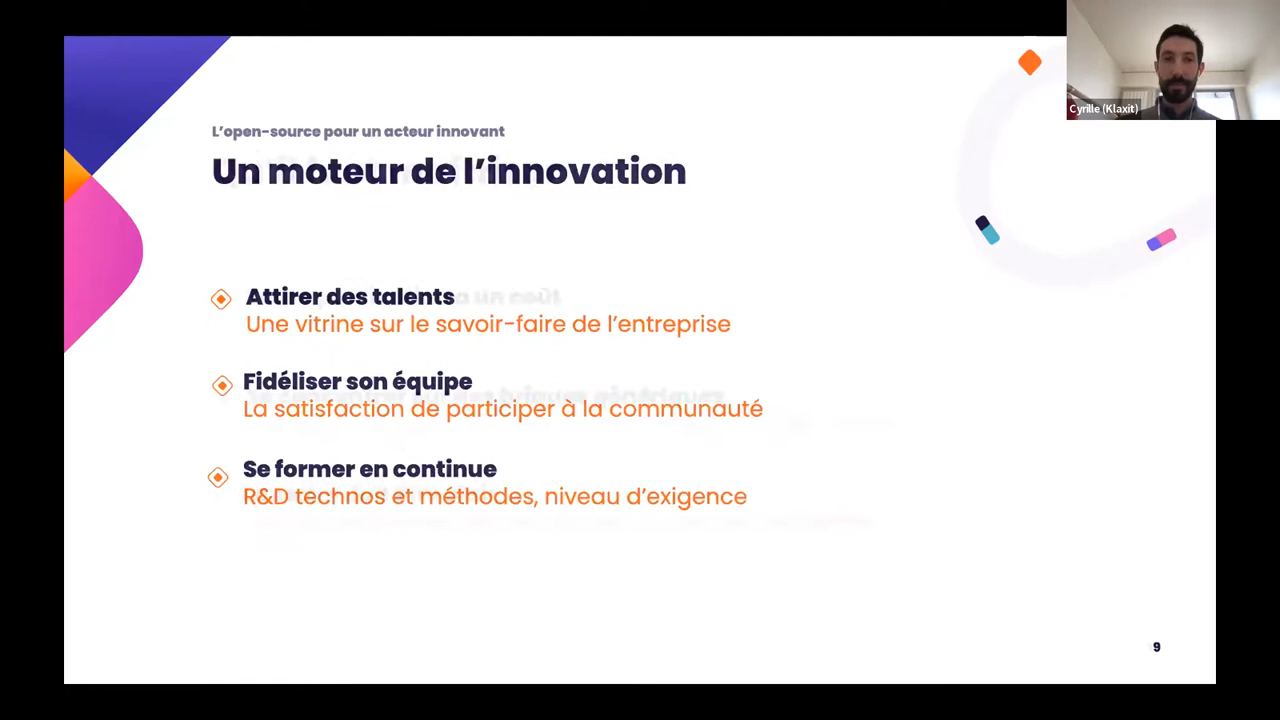 Cyrille (Klaxit)
L'open-source pour un acteur innovant
Un moteur de l'innovation
Attirer des talents
Une vitrine sur le savoir-faire de l'entreprise
Fidéliser son équipe
La satisfaction de participer à la communauté
Se former en continue
R&D technos et méthodes, niveau d'exigence
9